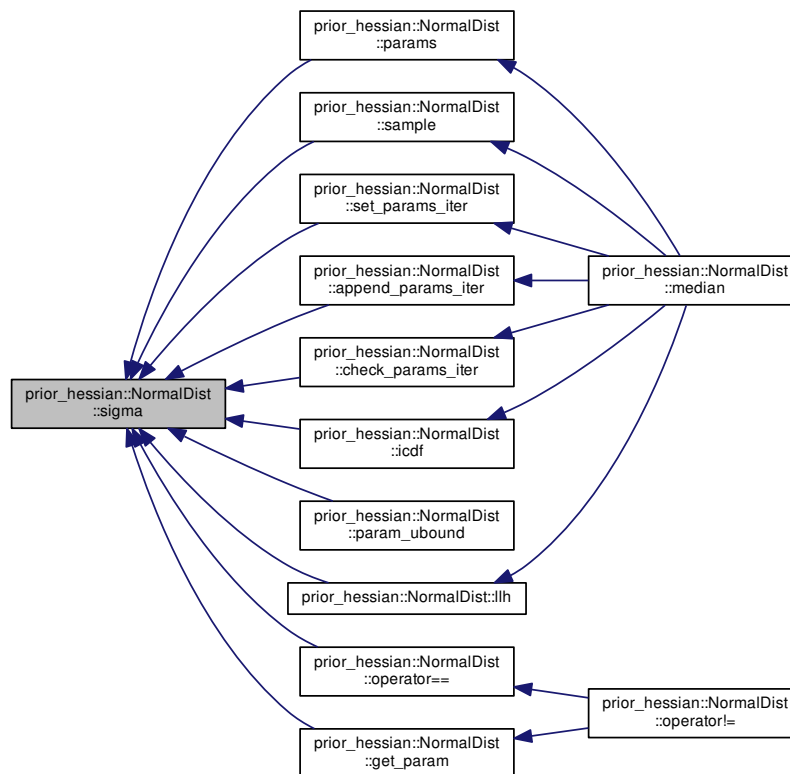 prior_hessian::NormalDist
::params
prior_hessian::NormalDist
::sample
prior_hessian::NormalDist
::set_params_iter
prior_hessian::NormalDist
::append_params_iter
prior_hessian::NormalDist
::median
prior_hessian::NormalDist
::check_params_iter
prior_hessian::NormalDist
::sigma
prior_hessian::NormalDist
::icdf
prior_hessian::NormalDist
::param_ubound
prior_hessian::NormalDist::llh
prior_hessian::NormalDist
::operator==
prior_hessian::NormalDist
::operator!=
prior_hessian::NormalDist
::get_param